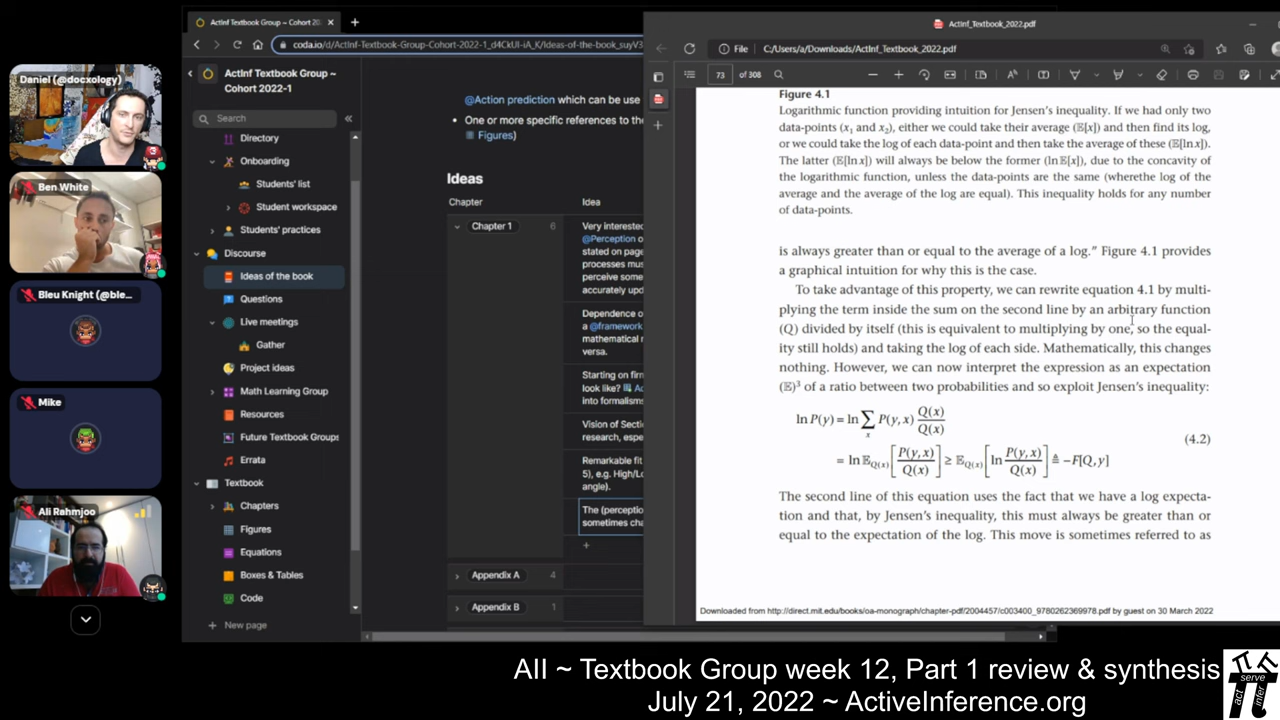 Daniel (@docxology)
Ben White
Bleu Knight (@ble...
Mike
Ali Rahmjoo
ActInf Textbook Group ~ Cohort 20
coda.io/d/ActInf-Textbook-Group-Cohort-2022-1_d4CkUI-iA_K/Ideas-of-the-book_suyV3
ActInf Textbook Group ~
Cohort 2022-1
Search
Directory
Onboarding
Students' list
Student workspace
Students' practices
Discourse
Ideas of the book
Questions
Live meetings
Gather
Project ideas
Math Learning Group
Resources
Future Textbook Groups
Errata
Textbook
Chapters
Figures
Equations
Boxes & Tables
Code
New page
@Action prediction which can be use
One or more specific references to the
Figures)
Ideas
Chapter
Idea
Chapter 1
6
Very interested
@Perception o
stated on page
processes mus
perceive some
accurately upd
Dependence o
a @framework
mathematical r
versa.
Starting on firn
look like? Ac
into formalisms
Vision of Secti
research, espe
Remarkable fit
5), e.g. High/Lo
angle).
The (perceptio
sometimes cha
Appendix A
4
Appendix B
1
ActInf_Textbook_2022.pdf
File
C:/Users/a/Downloads/ActInf_Textbook_2022.pdf
73 of 308
Figure 4.1
Logarithmic function providing intuition for Jensen's inequality. If we had only two
data-points (x₁ and x₂), either we could take their average (𝔼[x]) and then find its log,
or we could take the log of each data-point and then take the average of these (𝔼[ln x]).
The latter (𝔼[ln x]) will always be below the former (ln 𝔼[x]), due to the concavity of
the logarithmic function, unless the data-points are the same (wherethe log of the
average and the average of the log are equal). This inequality holds for any number
of data-points.
is always greater than or equal to the average of a log." Figure 4.1 provides
a graphical intuition for why this is the case.
To take advantage of this property, we can rewrite equation 4.1 by multi-
plying the term inside the sum on the second line by an arbitrary function
(Q) divided by itself (this is equivalent to multiplying by one, so the equal-
ity still holds) and taking the log of each side. Mathematically, this changes
nothing. However, we can now interpret the expression as an expectation
(𝔼)³ of a ratio between two probabilities and so exploit Jensen's inequality:
ln P(y) = ln ∑ₓ P(y, x) Q(x)/Q(x)
(4.2)
= ln 𝔼Q(x) [P(y, x)/Q(x)] ≥ 𝔼Q(x) [ln P(y, x)/Q(x)] ≜ −F[Q, y]
The second line of this equation uses the fact that we have a log expecta-
tion and that, by Jensen's inequality, this must always be greater than or
equal to the expectation of the log. This move is sometimes referred to as
Downloaded from http://direct.mit.edu/books/oa-monograph/chapter-pdf/2004457/c003400_9780262369978.pdf by guest on 30 March 2022
AII ~ Textbook Group week 12, Part 1 review & synthesis
July 21, 2022 ~ ActiveInference.org
serve
act
infer